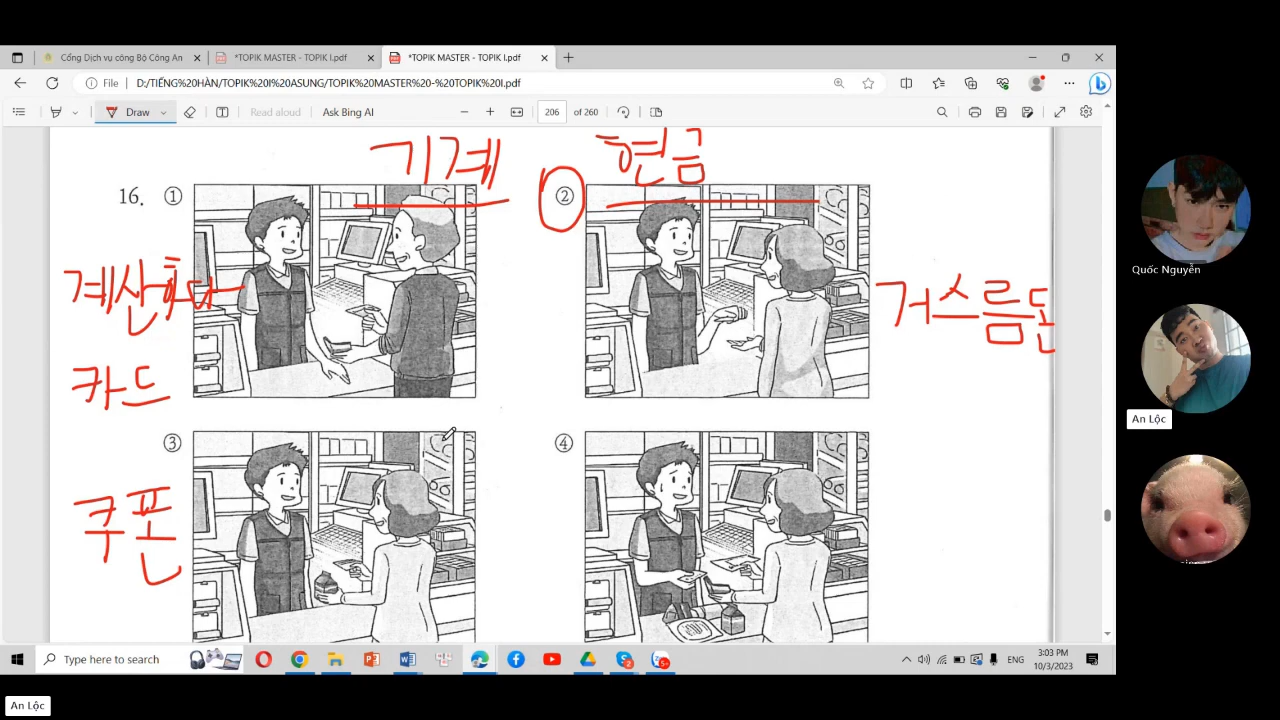 Cổng Dịch vụ công Bộ Công An
*TOPIK MASTER - TOPIK I.pdf
*TOPIK MASTER - TOPIK I.pdf
File
D:/TIẾNG%20HÀN/TOPIK%20I%20ASUNG/TOPIK%20MASTER%20-%20TOPIK%20I.pdf
Draw
Read aloud
Ask Bing AI
206 of 260
기계
현금
16. ① ②
계산하다
거스름돈
카드
③ ④
쿠폰
Quốc Nguyễn
An Lộc
Type here to search
5+
ENG
3:03 PM
10/3/2023
An Lộc